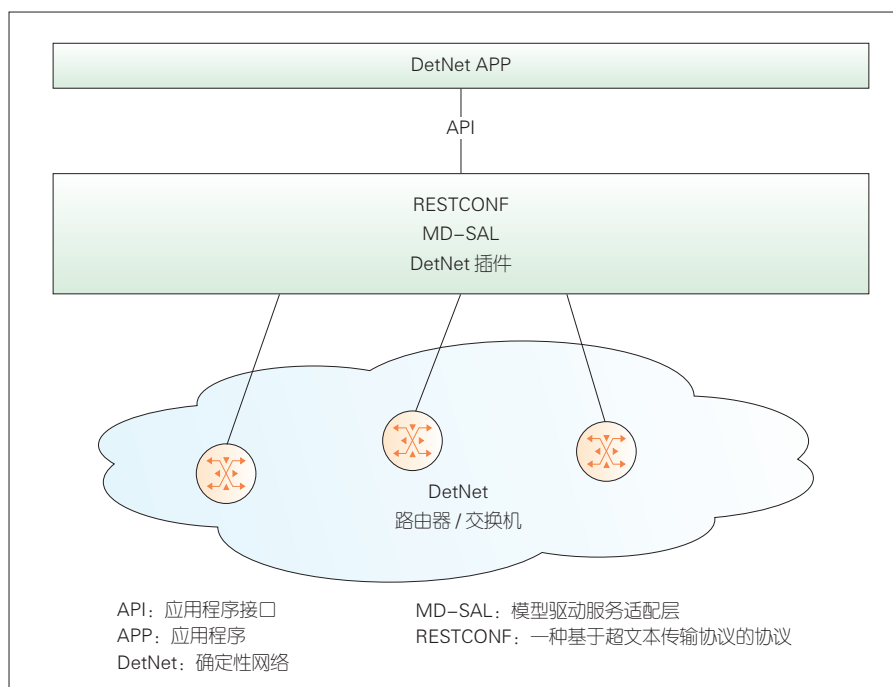 DetNet APP
API
RESTCONF
MD-SAL
DetNet 插件
DetNet
路由器 / 交换机
API：应用程序接口
APP：应用程序
DetNet：确定性网络
MD-SAL：模型驱动服务适配层
RESTCONF：一种基于超文本传输协议的协议